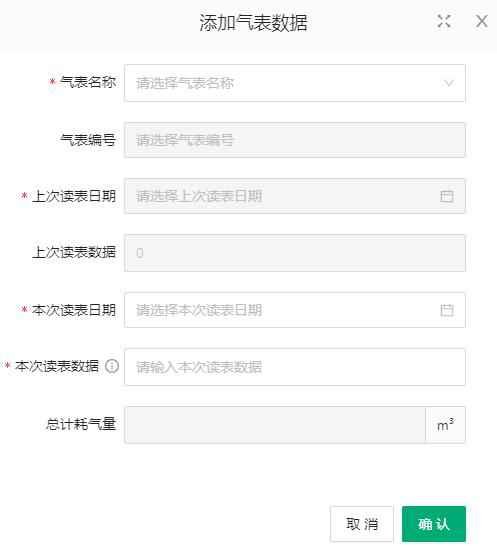 添加气表数据
* 气表名称 请选择气表名称
气表编号 请选择气表编号
* 上次读表日期 请选择上次读表日期
上次读表数据 0
* 本次读表日期 请选择本次读表日期
* 本次读表数据 请输入本次读表数据
总计耗气量 m³
取 消 确 认